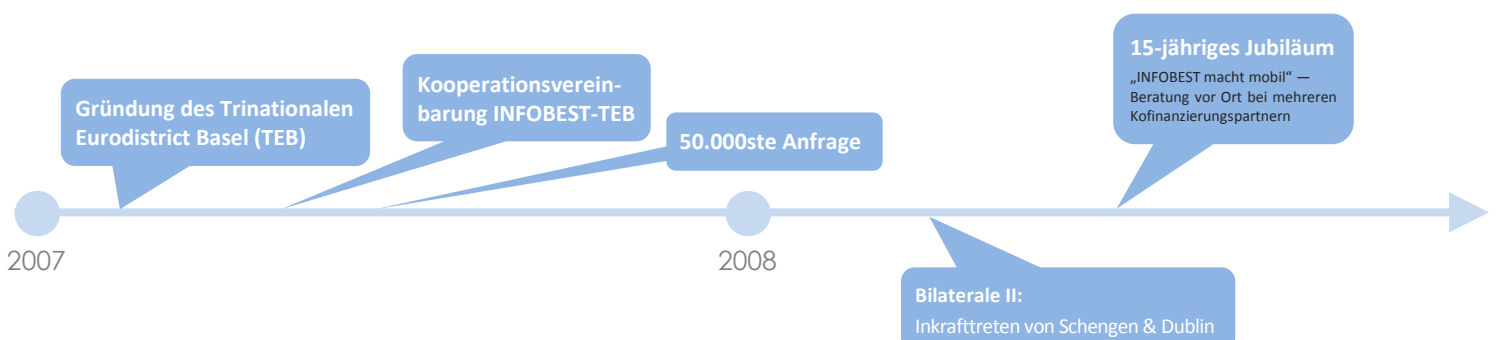 15-jähriges Jubiläum
„INFOBEST macht mobil“ —
Beratung vor Ort bei mehreren
Kofinanzierungspartnern
Kooperationsverein-
barung INFOBEST-TEB
Gründung des Trinationalen
Eurodistrict Basel (TEB)
50.000ste Anfrage
2007
2008
Bilaterale II:
Inkrafttreten von Schengen & Dublin